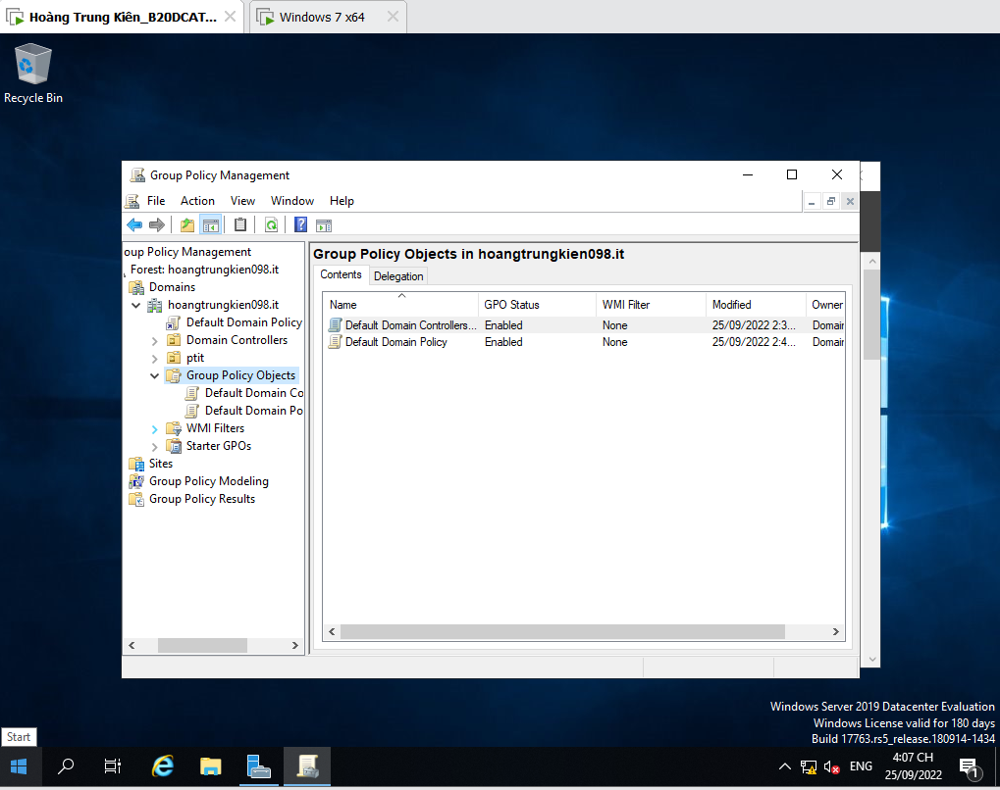 Hoàng Trung Kiên_B20DCAT...
Windows 7 x64
Recycle Bin
Group Policy Management
File Action View Window Help
oup Policy Management
Forest: hoangtrungkien098.it
Domains
hoangtrungkien098.it
Default Domain Policy
Domain Controllers
ptit
Group Policy Objects
Default Domain Co
Default Domain Po
WMI Filters
Starter GPOs
Sites
Group Policy Modeling
Group Policy Results
Group Policy Objects in hoangtrungkien098.it
Contents Delegation
Name GPO Status WMI Filter Modified Owner
Default Domain Controllers... Enabled None 25/09/2022 2:3... Domain
Default Domain Policy Enabled None 25/09/2022 2:4... Domain
Windows Server 2019 Datacenter Evaluation
Windows License valid for 180 days
Build 17763.rs5_release.180914-1434
Start
ENG
4:07 CH
25/09/2022
1